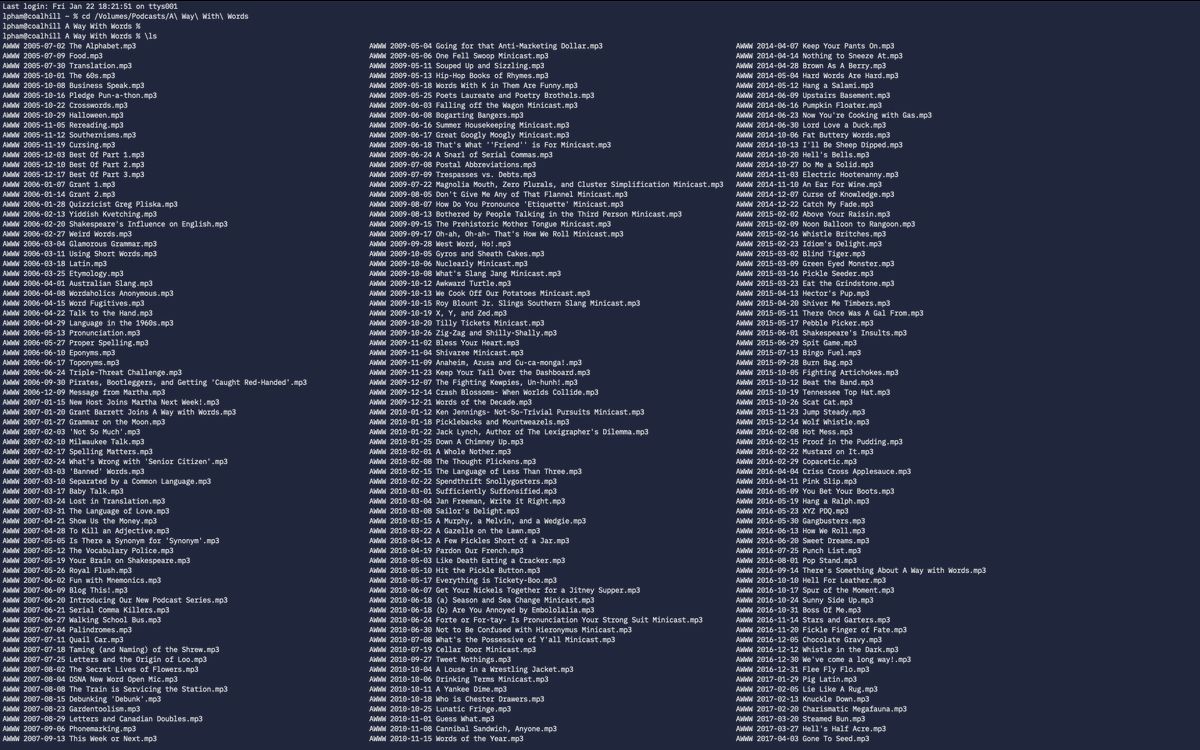 Last login: Fri Jan 22 18:21:51 on ttys001
lpham@coalhill ~ % cd /Volumes/Podcasts/A\ Way\ With\ Words
lpham@coalhill A Way With Words %
lpham@coalhill A Way With Words % \ls
AWWW 2005-07-02 The Alphabet.mp3
AWWW 2005-07-09 Food.mp3
AWWW 2005-07-30 Translation.mp3
AWWW 2005-10-01 The 60s.mp3
AWWW 2005-10-08 Business Speak.mp3
AWWW 2005-10-16 Pledge Pun-a-thon.mp3
AWWW 2005-10-22 Crosswords.mp3
AWWW 2005-10-29 Halloween.mp3
AWWW 2005-11-05 Rereading.mp3
AWWW 2005-11-12 Southernisms.mp3
AWWW 2005-11-19 Cursing.mp3
AWWW 2005-12-03 Best Of Part 1.mp3
AWWW 2005-12-10 Best Of Part 2.mp3
AWWW 2005-12-17 Best Of Part 3.mp3
AWWW 2006-01-07 Grant 1.mp3
AWWW 2006-01-14 Grant 2.mp3
AWWW 2006-01-28 Quizzicist Greg Pliska.mp3
AWWW 2006-02-13 Yiddish Kvetching.mp3
AWWW 2006-02-20 Shakespeare's Influence on English.mp3
AWWW 2006-02-27 Weird Words.mp3
AWWW 2006-03-04 Glamorous Grammar.mp3
AWWW 2006-03-11 Using Short Words.mp3
AWWW 2006-03-18 Latin.mp3
AWWW 2006-03-25 Etymology.mp3
AWWW 2006-04-01 Australian Slang.mp3
AWWW 2006-04-08 Wordaholics Anonymous.mp3
AWWW 2006-04-15 Word Fugitives.mp3
AWWW 2006-04-22 Talk to the Hand.mp3
AWWW 2006-04-29 Language in the 1960s.mp3
AWWW 2006-05-13 Pronunciation.mp3
AWWW 2006-05-27 Proper Spelling.mp3
AWWW 2006-06-10 Eponyms.mp3
AWWW 2006-06-17 Toponyms.mp3
AWWW 2006-06-24 Triple-Threat Challenge.mp3
AWWW 2006-09-30 Pirates, Bootleggers, and Getting 'Caught Red-Handed'.mp3
AWWW 2006-12-09 Message from Martha.mp3
AWWW 2007-01-15 New Host Joins Martha Next Week!.mp3
AWWW 2007-01-20 Grant Barrett Joins A Way with Words.mp3
AWWW 2007-01-27 Grammar on the Moon.mp3
AWWW 2007-02-03 'Not So Much'.mp3
AWWW 2007-02-10 Milwaukee Talk.mp3
AWWW 2007-02-17 Spelling Matters.mp3
AWWW 2007-02-24 What's Wrong with 'Senior Citizen'.mp3
AWWW 2007-03-03 'Banned' Words.mp3
AWWW 2007-03-10 Separated by a Common Language.mp3
AWWW 2007-03-17 Baby Talk.mp3
AWWW 2007-03-24 Lost in Translation.mp3
AWWW 2007-03-31 The Language of Love.mp3
AWWW 2007-04-21 Show Us the Money.mp3
AWWW 2007-04-28 To Kill an Adjective.mp3
AWWW 2007-05-05 Is There a Synonym for 'Synonym'.mp3
AWWW 2007-05-12 The Vocabulary Police.mp3
AWWW 2007-05-19 Your Brain on Shakespeare.mp3
AWWW 2007-05-26 Royal Flush.mp3
AWWW 2007-06-02 Fun with Mnemonics.mp3
AWWW 2007-06-09 Blog This!.mp3
AWWW 2007-06-20 Introducing Our New Podcast Series.mp3
AWWW 2007-06-21 Serial Comma Killers.mp3
AWWW 2007-06-27 Walking School Bus.mp3
AWWW 2007-07-04 Palindromes.mp3
AWWW 2007-07-11 Quail Car.mp3
AWWW 2007-07-18 Taming (and Naming) of the Shrew.mp3
AWWW 2007-07-25 Letters and the Origin of Loo.mp3
AWWW 2007-08-02 The Secret Lives of Flowers.mp3
AWWW 2007-08-04 DSNA New Word Open Mic.mp3
AWWW 2007-08-08 The Train is Servicing the Station.mp3
AWWW 2007-08-15 Debunking 'Debunk'.mp3
AWWW 2007-08-23 Gardentoolism.mp3
AWWW 2007-08-29 Letters and Canadian Doubles.mp3
AWWW 2007-09-06 Phonemarking.mp3
AWWW 2007-09-13 This Week or Next.mp3
AWWW 2009-05-04 Going for that Anti-Marketing Dollar.mp3
AWWW 2009-05-06 One Fell Swoop Minicast.mp3
AWWW 2009-05-11 Souped Up and Sizzling.mp3
AWWW 2009-05-13 Hip-Hop Books of Rhymes.mp3
AWWW 2009-05-18 Words With K in Them Are Funny.mp3
AWWW 2009-05-25 Poets Laureate and Poetry Brothels.mp3
AWWW 2009-06-03 Falling off the Wagon Minicast.mp3
AWWW 2009-06-08 Bogarting Bangers.mp3
AWWW 2009-06-16 Summer Housekeeping Minicast.mp3
AWWW 2009-06-17 Great Googly Moogly Minicast.mp3
AWWW 2009-06-18 That's What ''Friend'' is For Minicast.mp3
AWWW 2009-06-24 A Snarl of Serial Commas.mp3
AWWW 2009-07-08 Postal Abbreviations.mp3
AWWW 2009-07-09 Trespasses vs. Debts.mp3
AWWW 2009-07-22 Magnolia Mouth, Zero Plurals, and Cluster Simplification Minicast.mp3
AWWW 2009-08-05 Don't Give Me Any of That Flannel Minicast.mp3
AWWW 2009-08-07 How Do You Pronounce 'Etiquette' Minicast.mp3
AWWW 2009-08-13 Bothered by People Talking in the Third Person Minicast.mp3
AWWW 2009-09-15 The Prehistoric Mother Tongue Minicast.mp3
AWWW 2009-09-17 Oh-ah, Oh-ah- That's How We Roll Minicast.mp3
AWWW 2009-09-28 West Word, Ho!.mp3
AWWW 2009-10-05 Gyros and Sheath Cakes.mp3
AWWW 2009-10-06 Nuclearly Minicast.mp3
AWWW 2009-10-08 What's Slang Jang Minicast.mp3
AWWW 2009-10-12 Awkward Turtle.mp3
AWWW 2009-10-13 We Cook Off Our Potatoes Minicast.mp3
AWWW 2009-10-15 Roy Blount Jr. Slings Southern Slang Minicast.mp3
AWWW 2009-10-19 X, Y, and Zed.mp3
AWWW 2009-10-20 Tilly Tickets Minicast.mp3
AWWW 2009-10-26 Zig-Zag and Shilly-Shally.mp3
AWWW 2009-11-02 Bless Your Heart.mp3
AWWW 2009-11-04 Shivaree Minicast.mp3
AWWW 2009-11-09 Anaheim, Azusa and Cu-ca-monga!.mp3
AWWW 2009-11-23 Keep Your Tail Over the Dashboard.mp3
AWWW 2009-12-07 The Fighting Kewpies, Un-hunh!.mp3
AWWW 2009-12-14 Crash Blossoms- When Worlds Collide.mp3
AWWW 2009-12-21 Words of the Decade.mp3
AWWW 2010-01-12 Ken Jennings- Not-So-Trivial Pursuits Minicast.mp3
AWWW 2010-01-18 Picklebacks and Mountweazels.mp3
AWWW 2010-01-22 Jack Lynch, Author of The Lexigrapher's Dilemma.mp3
AWWW 2010-01-25 Down A Chimney Up.mp3
AWWW 2010-02-01 A Whole Nother.mp3
AWWW 2010-02-08 The Thought Plickens.mp3
AWWW 2010-02-15 The Language of Less Than Three.mp3
AWWW 2010-02-22 Spendthrift Snollygosters.mp3
AWWW 2010-03-01 Sufficiently Suffonsified.mp3
AWWW 2010-03-04 Jan Freeman, Write it Right.mp3
AWWW 2010-03-08 Sailor's Delight.mp3
AWWW 2010-03-15 A Murphy, a Melvin, and a Wedgie.mp3
AWWW 2010-03-22 A Gazelle on the Lawn.mp3
AWWW 2010-04-12 A Few Pickles Short of a Jar.mp3
AWWW 2010-04-19 Pardon Our French.mp3
AWWW 2010-05-03 Like Death Eating a Cracker.mp3
AWWW 2010-05-10 Hit the Pickle Button.mp3
AWWW 2010-05-17 Everything is Tickety-Boo.mp3
AWWW 2010-06-07 Get Your Nickels Together for a Jitney Supper.mp3
AWWW 2010-06-18 (a) Season and Sea Change Minicast.mp3
AWWW 2010-06-18 (b) Are You Annoyed by Embololalia.mp3
AWWW 2010-06-24 Forte or For-tay- Is Pronunciation Your Strong Suit Minicast.mp3
AWWW 2010-06-30 Not to Be Confused with Hieronymus Minicast.mp3
AWWW 2010-07-08 What's the Possessive of Y'all Minicast.mp3
AWWW 2010-07-19 Cellar Door Minicast.mp3
AWWW 2010-09-27 Tweet Nothings.mp3
AWWW 2010-10-04 A Louse in a Wrestling Jacket.mp3
AWWW 2010-10-06 Drinking Terms Minicast.mp3
AWWW 2010-10-11 A Yankee Dime.mp3
AWWW 2010-10-18 Who is Chester Drawers.mp3
AWWW 2010-10-25 Lunatic Fringe.mp3
AWWW 2010-11-01 Guess What.mp3
AWWW 2010-11-08 Cannibal Sandwich, Anyone.mp3
AWWW 2010-11-15 Words of the Year.mp3
AWWW 2014-04-07 Keep Your Pants On.mp3
AWWW 2014-04-14 Nothing to Sneeze At.mp3
AWWW 2014-04-28 Brown As A Berry.mp3
AWWW 2014-05-04 Hard Words Are Hard.mp3
AWWW 2014-05-12 Hang a Salami.mp3
AWWW 2014-06-09 Upstairs Basement.mp3
AWWW 2014-06-16 Pumpkin Floater.mp3
AWWW 2014-06-23 Now You're Cooking with Gas.mp3
AWWW 2014-06-30 Lord Love a Duck.mp3
AWWW 2014-10-06 Fat Buttery Words.mp3
AWWW 2014-10-13 I'll Be Sheep Dipped.mp3
AWWW 2014-10-20 Hell's Bells.mp3
AWWW 2014-10-27 Do Me a Solid.mp3
AWWW 2014-11-03 Electric Hootenanny.mp3
AWWW 2014-11-10 An Ear For Wine.mp3
AWWW 2014-12-07 Curse of Knowledge.mp3
AWWW 2014-12-22 Catch My Fade.mp3
AWWW 2015-02-02 Above Your Raisin.mp3
AWWW 2015-02-09 Noon Balloon to Rangoon.mp3
AWWW 2015-02-16 Whistle Britches.mp3
AWWW 2015-02-23 Idiom's Delight.mp3
AWWW 2015-03-02 Blind Tiger.mp3
AWWW 2015-03-09 Green Eyed Monster.mp3
AWWW 2015-03-16 Pickle Seeder.mp3
AWWW 2015-03-23 Eat the Grindstone.mp3
AWWW 2015-04-13 Hector's Pup.mp3
AWWW 2015-04-20 Shiver Me Timbers.mp3
AWWW 2015-05-11 There Once Was A Gal From.mp3
AWWW 2015-05-17 Pebble Picker.mp3
AWWW 2015-06-01 Shakespeare's Insults.mp3
AWWW 2015-06-29 Spit Game.mp3
AWWW 2015-07-13 Bingo Fuel.mp3
AWWW 2015-09-28 Burn Bag.mp3
AWWW 2015-10-05 Fighting Artichokes.mp3
AWWW 2015-10-12 Beat the Band.mp3
AWWW 2015-10-19 Tennessee Top Hat.mp3
AWWW 2015-10-26 Scat Cat.mp3
AWWW 2015-11-23 Jump Steady.mp3
AWWW 2015-12-14 Wolf Whistle.mp3
AWWW 2016-02-08 Hot Mess.mp3
AWWW 2016-02-15 Proof in the Pudding.mp3
AWWW 2016-02-22 Mustard on It.mp3
AWWW 2016-02-29 Copacetic.mp3
AWWW 2016-04-04 Criss Cross Applesauce.mp3
AWWW 2016-04-11 Pink Slip.mp3
AWWW 2016-05-09 You Bet Your Boots.mp3
AWWW 2016-05-19 Hang a Ralph.mp3
AWWW 2016-05-23 XYZ PDQ.mp3
AWWW 2016-05-30 Gangbusters.mp3
AWWW 2016-06-13 How We Roll.mp3
AWWW 2016-06-20 Sweet Dreams.mp3
AWWW 2016-07-25 Punch List.mp3
AWWW 2016-08-01 Pop Stand.mp3
AWWW 2016-09-14 There's Something About A Way with Words.mp3
AWWW 2016-10-10 Hell For Leather.mp3
AWWW 2016-10-17 Spur of the Moment.mp3
AWWW 2016-10-24 Sunny Side Up.mp3
AWWW 2016-10-31 Boss Of Me.mp3
AWWW 2016-11-14 Stars and Garters.mp3
AWWW 2016-11-20 Fickle Finger of Fate.mp3
AWWW 2016-12-05 Chocolate Gravy.mp3
AWWW 2016-12-12 Whistle in the Dark.mp3
AWWW 2016-12-30 We've come a long way!.mp3
AWWW 2016-12-31 Flee Fly Flo.mp3
AWWW 2017-01-29 Pig Latin.mp3
AWWW 2017-02-05 Lie Like A Rug.mp3
AWWW 2017-02-13 Knuckle Down.mp3
AWWW 2017-02-20 Charismatic Megafauna.mp3
AWWW 2017-03-20 Steamed Bun.mp3
AWWW 2017-03-27 Hell's Half Acre.mp3
AWWW 2017-04-03 Gone To Seed.mp3